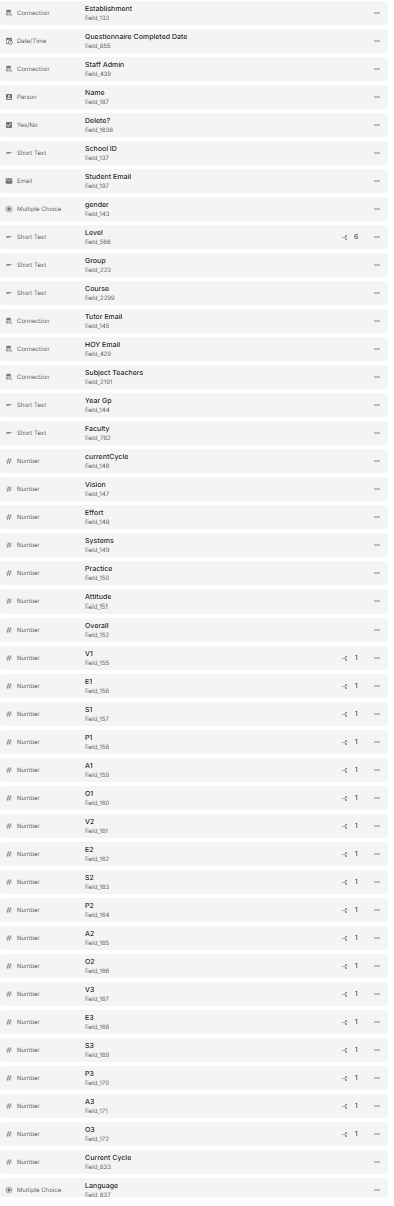 Connection
Establishment
field_133
Date/Time
Questionnaire Completed Date
field_855
Connection
Staff Admin
field_439
Person
Name
field_187
Yes/No
Delete?
field_1638
Short Text
School ID
field_137
Email
Student Email
field_197
Multiple Choice
gender
field_143
Short Text
Level
field_568
6
Short Text
Group
field_223
Short Text
Course
field_2299
Connection
Tutor Email
field_145
Connection
HOY Email
field_429
Connection
Subject Teachers
field_2191
Short Text
Year Gp
field_144
Short Text
Faculty
field_782
Number
currentCycle
field_146
Number
Vision
field_147
Number
Effort
field_148
Number
Systems
field_149
Number
Practice
field_150
Number
Attitude
field_151
Number
Overall
field_152
Number
V1
field_155
1
Number
E1
field_156
1
Number
S1
field_157
1
Number
P1
field_158
1
Number
A1
field_159
1
Number
O1
field_160
1
Number
V2
field_161
1
Number
E2
field_162
1
Number
S2
field_163
1
Number
P2
field_164
1
Number
A2
field_165
1
Number
O2
field_166
1
Number
V3
field_167
1
Number
E3
field_168
1
Number
S3
field_169
1
Number
P3
field_170
1
Number
A3
field_171
1
Number
O3
field_172
1
Number
Current Cycle
field_833
Multiple Choice
Language
field_837